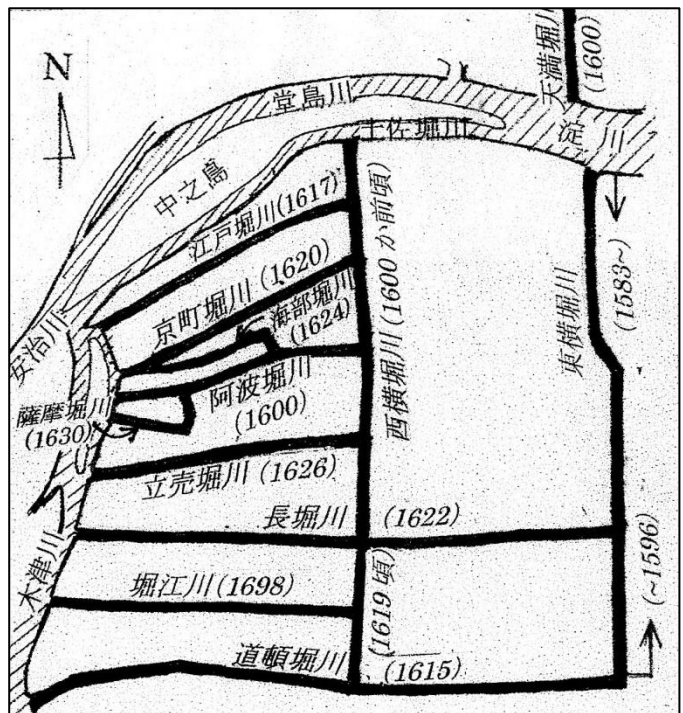 N
天満堀川
(1600)
堂島川
土佐堀川
淀川
中之島
江戸堀川(1617)
京町堀川(1620)
海部堀川
(1624)
西横堀川(1600か前頃)
(1583~)
東横堀川
安治川
阿波堀川
(1600)
薩摩堀川
(1630)
立売堀川(1626)
長堀川
(1622)
木津川
堀江川(1698)
(1619頃)
(~1596)
道頓堀川
(1615)